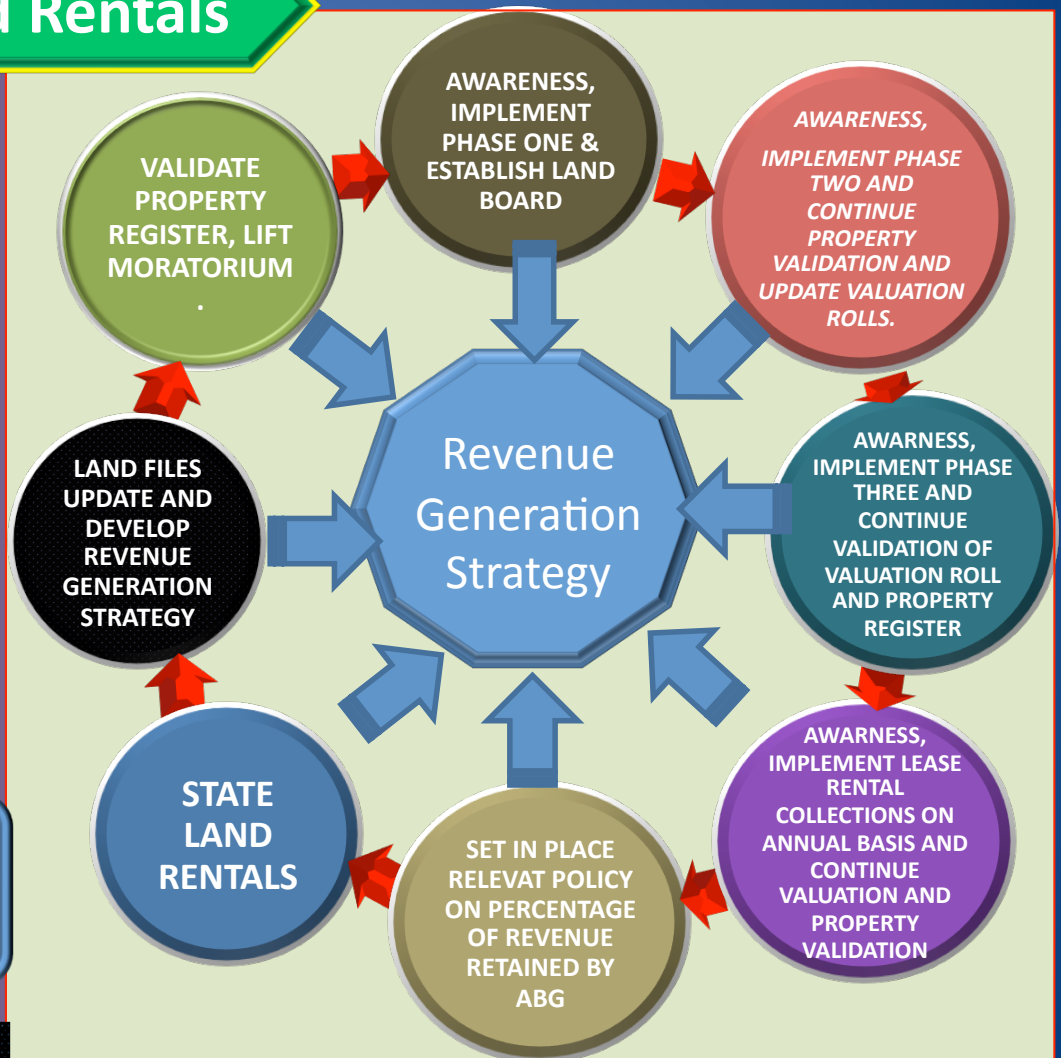 d Rentals
AWARENESS,
IMPLEMENT
PHASE ONE &
ESTABLISH LAND
BOARD
AWARENESS,
IMPLEMENT PHASE
TWO AND
CONTINUE
PROPERTY
VALIDATION AND
UPDATE VALUATION
ROLLS.
AWARNESS,
IMPLEMENT PHASE
THREE AND
CONTINUE
VALIDATION OF
VALUATION ROLL
AND PROPERTY
REGISTER
AWARNESS,
IMPLEMENT LEASE
RENTAL
COLLECTIONS ON
ANNUAL BASIS AND
CONTINUE
VALUATION AND
PROPERTY
VALIDATION
SET IN PLACE
RELEVAT POLICY
ON PERCENTAGE
OF REVENUE
RETAINED BY
ABG
STATE
LAND
RENTALS
LAND FILES
UPDATE AND
DEVELOP
REVENUE
GENERATION
STRATEGY
VALIDATE
PROPERTY
REGISTER, LIFT
MORATORIUM
.
Revenue
Generation
Strategy